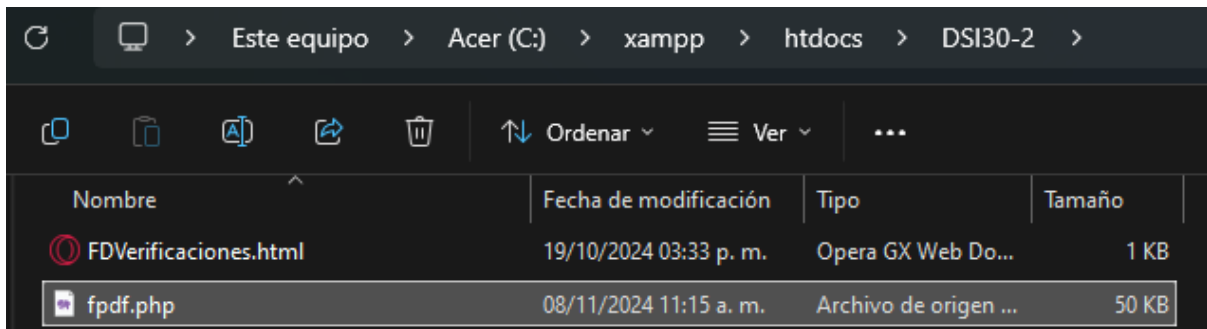 Este equipo > Acer (C:) > xampp > htdocs > DSI30-2 >
Ordenar Ver ...
Nombre Fecha de modificación Tipo Tamaño
FDVerificaciones.html 19/10/2024 03:33 p. m. Opera GX Web Do... 1 KB
fpdf.php 08/11/2024 11:15 a. m. Archivo de origen ... 50 KB